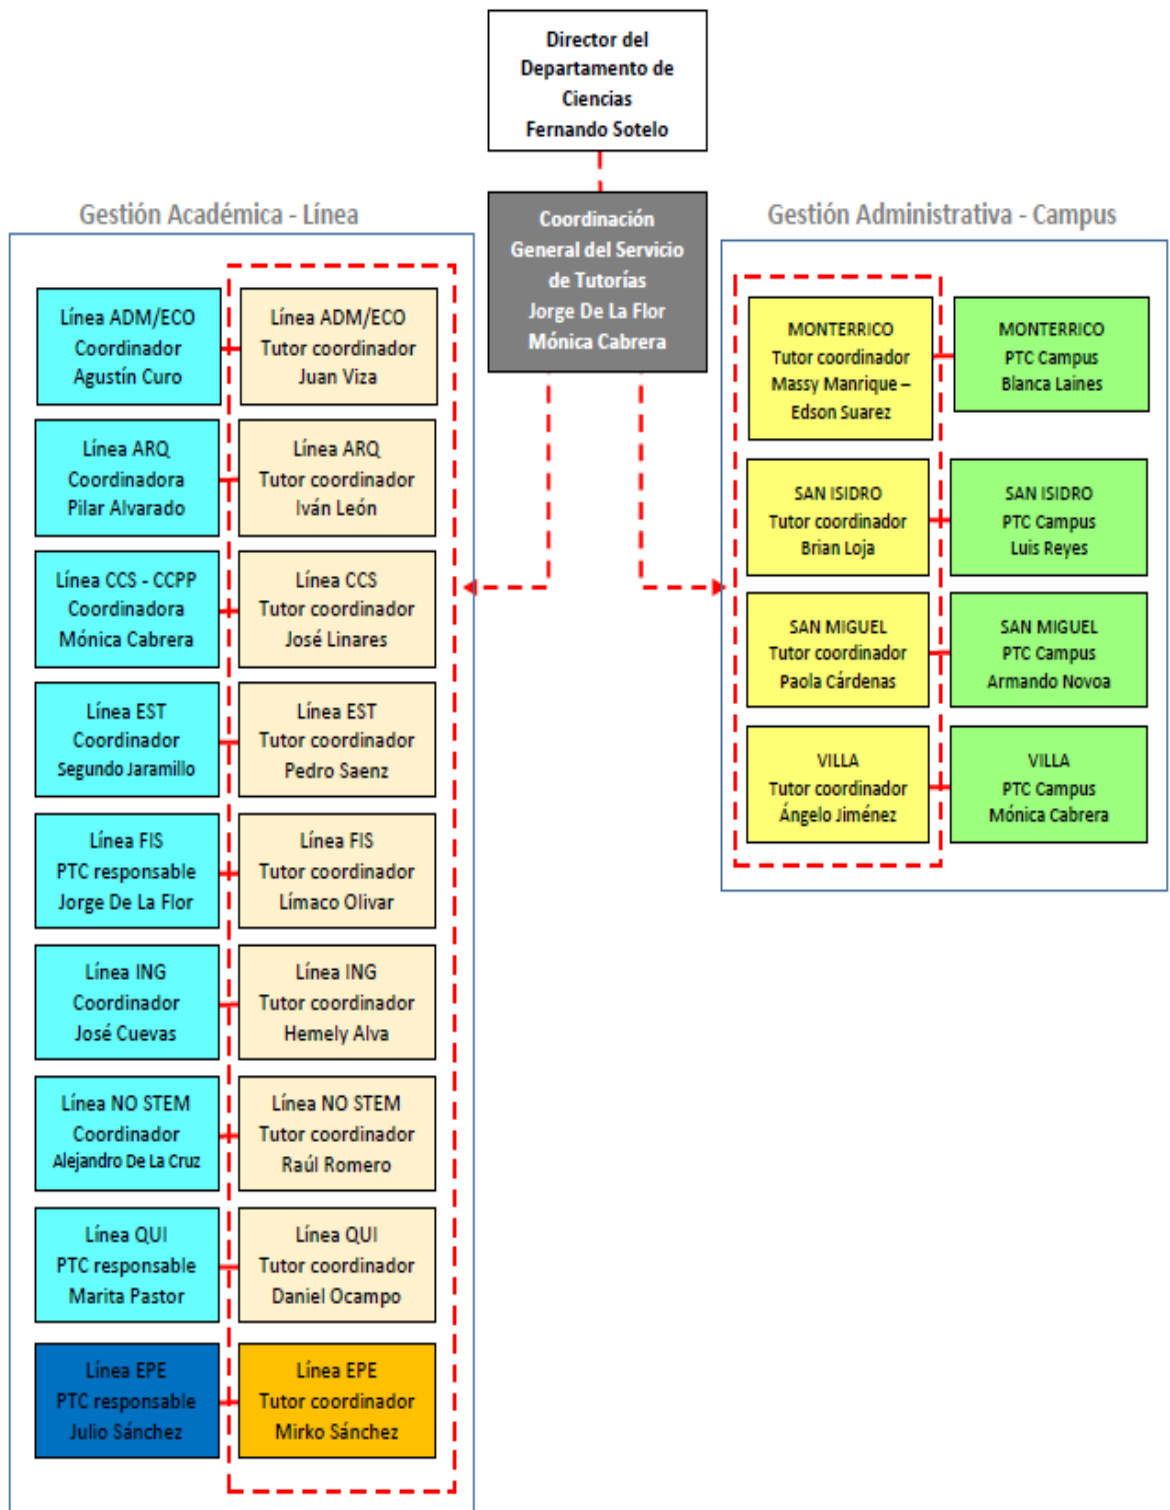 Director del
Departamento de
Ciencias
Fernando Sotelo
Coordinación
General del Servicio
de Tutorías
Jorge De La Flor
Mónica Cabrera
Gestión Académica - Línea
Línea ADM/ECO
Coordinador
Agustín Curo
Línea ADM/ECO
Tutor coordinador
Juan Viza
Línea ARQ
Coordinadora
Pilar Alvarado
Línea ARQ
Tutor coordinador
Iván León
Línea CCS - CCPP
Coordinadora
Mónica Cabrera
Línea CCS
Tutor coordinador
José Linares
Línea EST
Coordinador
Segundo Jaramillo
Línea EST
Tutor coordinador
Pedro Saenz
Línea FIS
PTC responsable
Jorge De La Flor
Línea FIS
Tutor coordinador
Límaco Olivar
Línea ING
Coordinador
José Cuevas
Línea ING
Tutor coordinador
Hemely Alva
Línea NO STEM
Coordinador
Alejandro De La Cruz
Línea NO STEM
Tutor coordinador
Raúl Romero
Línea QUI
PTC responsable
Marita Pastor
Línea QUI
Tutor coordinador
Daniel Ocampo
Línea EPE
PTC responsable
Julio Sánchez
Línea EPE
Tutor coordinador
Mirko Sánchez
Gestión Administrativa - Campus
MONTERRICO
Tutor coordinador
Massy Manrique –
Edson Suarez
MONTERRICO
PTC Campus
Blanca Laines
SAN ISIDRO
Tutor coordinador
Brian Loja
SAN ISIDRO
PTC Campus
Luis Reyes
SAN MIGUEL
Tutor coordinador
Paola Cárdenas
SAN MIGUEL
PTC Campus
Armando Novoa
VILLA
Tutor coordinador
Ángelo Jiménez
VILLA
PTC Campus
Mónica Cabrera